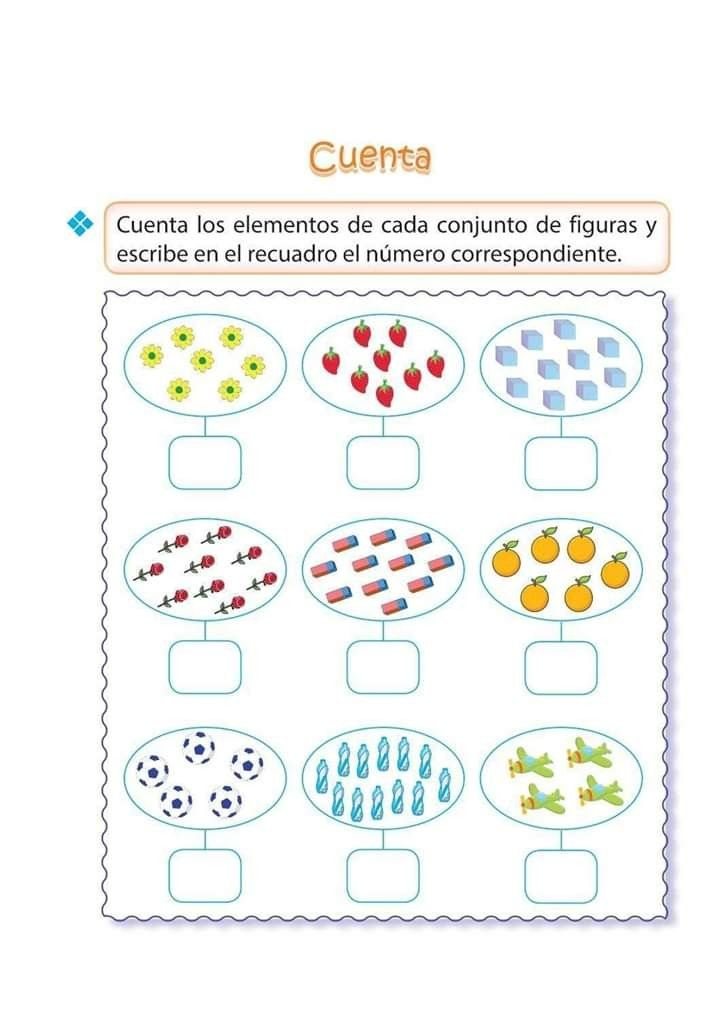 Cuenta
Cuenta los elementos de cada conjunto de figuras y
escribe en el recuadro el número correspondiente.